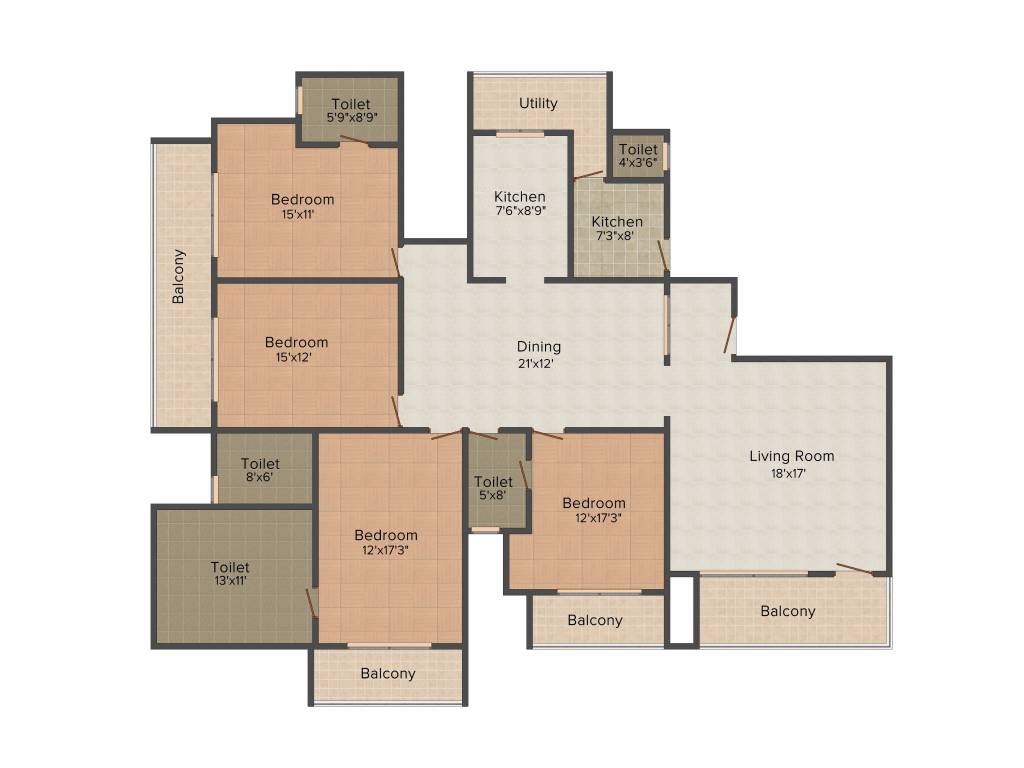 Toilet
5'9"x8'9"
Utility
Toilet
4'x3'6"
Bedroom
15'x11'
Kitchen
7'6"x8'9"
Kitchen
7'3"x8'
Balcony
Bedroom
15'x12'
Dining
21'x12'
Living Room
18'x17'
Toilet
8'x6'
Toilet
5'x8'
Bedroom
12'x17'3"
Bedroom
12'x17'3"
Toilet
13'x11'
Balcony
Balcony
Balcony